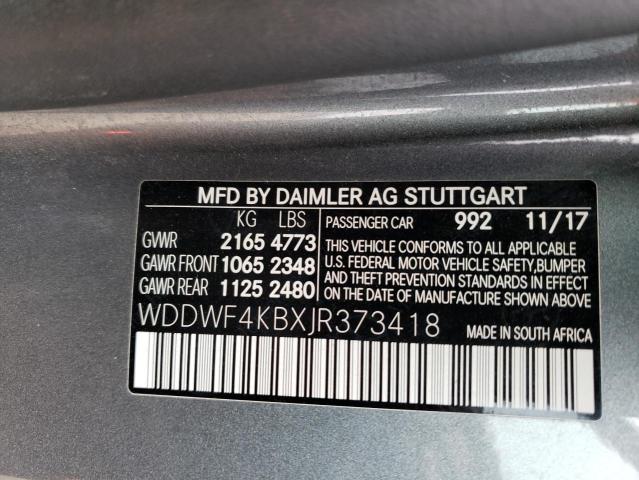 MFD BY DAIMLER AG STUTTGART
KG LBS
GVWR 2165 4773
GAWR FRONT 1065 2348
GAWR REAR 1125 2480
PASSENGER CAR 992 11/17
THIS VEHICLE CONFORMS TO ALL APPLICABLE
U.S. FEDERAL MOTOR VEHICLE SAFETY,BUMPER
AND THEFT PREVENTION STANDARDS IN EFFECT
ON THE DATE OF MANUFACTURE SHOWN ABOVE.
WDDWF4KBXJR373418
MADE IN SOUTH AFRICA